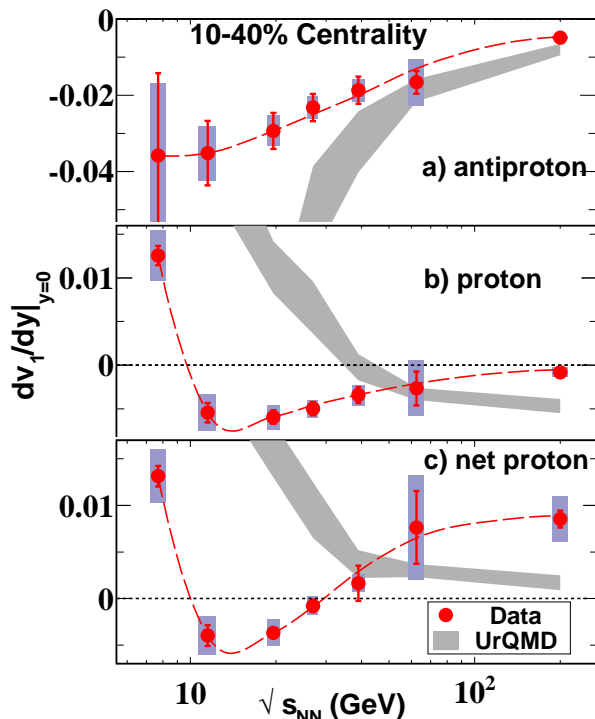 10-40% Centrality
0
-0.02
-0.04
a) antiproton
0.01
0
b) proton
dv₁/dy|y=0
c) net proton
0.01
0
Data
UrQMD
10
10²
√ sNN (GeV)